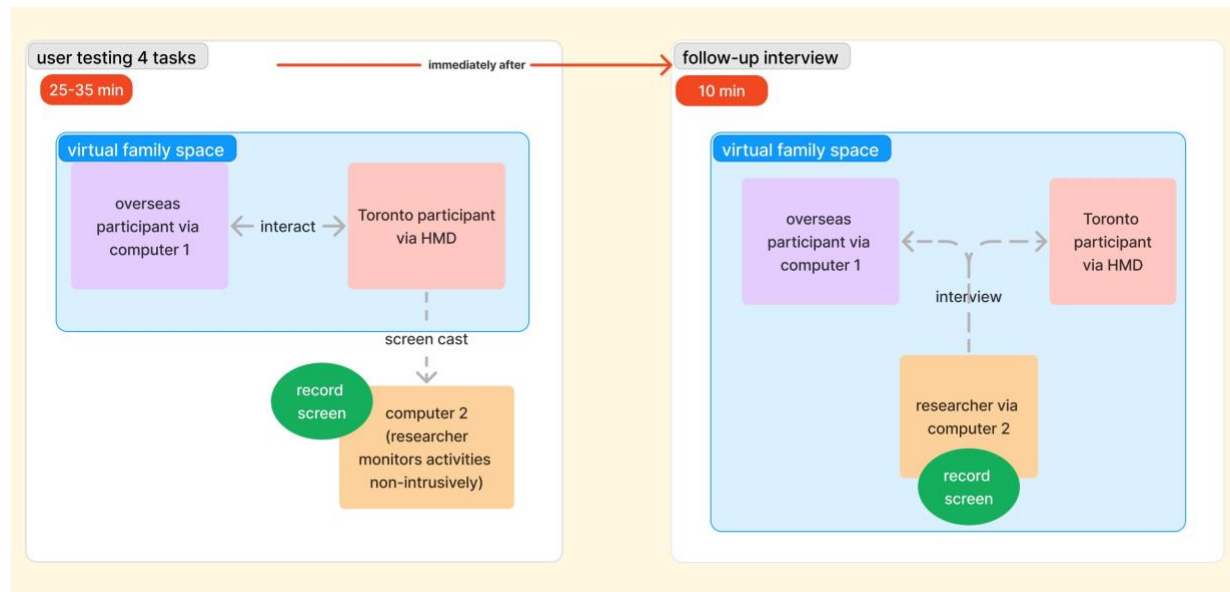 user testing 4 tasks
25-35 min
immediately after
virtual family space
overseas
participant via
computer 1
interact
Toronto participant
via HMD
screen cast
record
screen
computer 2
(researcher
monitors activities
non-intrusively)
follow-up interview
10 min
virtual family space
overseas
participant via
computer 1
Toronto
participant
via HMD
interview
researcher via
computer 2
record
screen